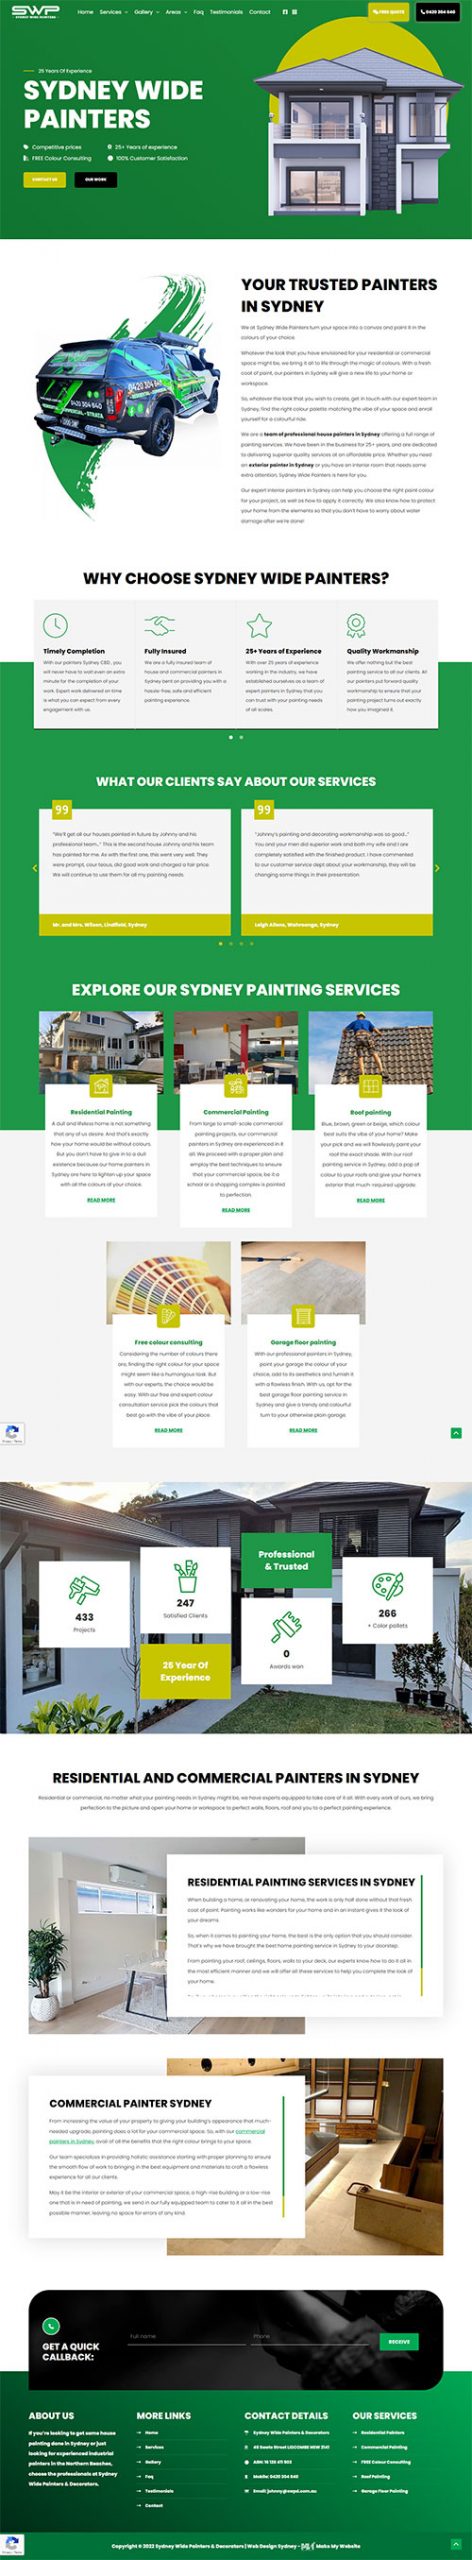 SWP
SYDNEY WIDE PAINTERS
Home Services Gallery Areas Faq Testimonials Contact
FREE QUOTE 0420 304 640
25 Years Of Experience
SYDNEY WIDE
PAINTERS
Competitive prices 25+ Years of experience
FREE Colour Consulting 100% Customer Satisfaction
CONTACT US OUR WORK
YOUR TRUSTED PAINTERS
IN SYDNEY
We at Sydney Wide Painters turn your space into a canvas and paint it in the
colours of your choice.
Whatever the look that you have envisioned for your residential or commercial
space might be, we bring it all to life through the magic of colours. With a fresh
coat of paint, our painters in Sydney will give a new life to your home or
workspace.
So, whatever the look that you wish to create, get in touch with our expert team in
Sydney, find the right colour palette matching the vibe of your space and enroll
yourself for a colourful ride.
We are a team of professional house painters in Sydney offering a full range of
painting services. We have been in the business for 25+ years, and are dedicated
to delivering superior quality services at an affordable price. Whether you need
an exterior painter in Sydney or you have an interior room that needs some
extra attention, Sydney Wide Painters is here for you.
Our expert interior painters in Sydney can help you choose the right paint colour
for your project, as well as how to apply it correctly. We also know how to protect
your home from the elements so that you don't have to worry about water
damage after we're done!
SWP
0420 304 640
WHY CHOOSE SYDNEY WIDE PAINTERS?
Timely Completion
With our painters Sydney CBD, you
will never have to wait even an extra
minute for the completion of your
work. Expert work delivered on time
is what you can expect from every
engagement with us.
Fully Insured
We are a fully insured team of
house and commercial painters in
Sydney bent on providing you with a
hassle-free, safe and efficient
painting experience.
25+ Years of Experience
With over 25 years of experience
working in the industry, we have
established ourselves as a team of
expert painters in Sydney that you
can trust with your painting needs
of all scales.
Quality Workmanship
We offer nothing but the best
painting service to all our clients. All
our painters put forward quality
workmanship to ensure that your
painting project turns out exactly
how you imagined it.
WHAT OUR CLIENTS SAY ABOUT OUR SERVICES
"We'll get all our houses painted in future by Johnny and his
professional team..." This is the second house Johnny and his team
has painted for me. As with the first one, this went very well. They
were prompt, our fabous, did good work and charged a fair price.
We will continue to use them for all my painting needs.
Mr. and Mrs. Wilson, Lindfield, Sydney
"Johnny's painting and decorating workmanship was so good..."
You and your men did superior work and both my wife and I are
completely satisfied with the finished product. I have commented
to our customer service dept about your workmanship, they will be
changing some things in their presentation.
Leigh Allens, Wahroonga, Sydney
EXPLORE OUR SYDNEY PAINTING SERVICES
Residential Painting
A dull and lifeless home is not something
that any of us desire. And that's exactly
how your home would be without colours.
But you don't have to give in to a dull
existence because our home painters in
Sydney are here to lighten up your space
with all the colours of your choice.
READ MORE
Commercial Painting
From large to small-scale commercial
painting projects, our commercial
painters in Sydney are experienced in it
all. We proceed with a proper plan and
employ the best techniques to ensure
that your commercial space, be it a
school or a shopping complex is painted
to perfection.
READ MORE
Roof painting
Blue, brown, green or beige, which colour
best suits the vibe of your home? Make
your pick and we will flawlessly paint your
roof the exact shade. With our roof
painting service in Sydney, add a pop of
colour to your roofs and give your home's
exterior that much-required upgrade.
READ MORE
Free colour consulting
Considering the number of colours there
are, finding the right colour for your space
might seem like a humongous task. But
with our experts, the choice would be
easy. With our free and expert colour
consultation service pick the colours that
best go with the vibe of your place.
READ MORE
Garage floor painting
With our professional painters in Sydney,
paint your garage the colour of your
choice, add to its aesthetics and furnish it
with a flawless finish. With us, opt for the
best garage floor painting service in
Sydney and give a trendy and colourful
turn to your otherwise plain garage.
READ MORE
433
Projects
247
Satisfied Clients
25 Year Of
Experience
Professional
& Trusted
0
Awards won
266
+ Color pallets
RESIDENTIAL AND COMMERCIAL PAINTERS IN SYDNEY
Residential or commercial, no matter what your painting needs in Sydney might be, we have experts equipped to take care of it all. With every work of ours, we bring
perfection to the picture and open your home or workspace to perfect walls, floors, roof and you to a perfect painting experience.
RESIDENTIAL PAINTING SERVICES IN SYDNEY
When building a home, or renovating your home, the work is only half done without that fresh
coat of paint. Painting works like wonders for your home and in an instant gives it the look of
your dreams.
So, when it comes to painting your home, the best is the only option that you should consider.
That's why we have brought the best home painting service in Sydney to your doorstep.
From painting your roof, ceilings, floors, walls to your deck, our experts know how to do it all in
the most efficient manner and we will offer all these services to help you complete the look of
your home.
COMMERCIAL PAINTER SYDNEY
From increasing the value of your property to giving your building's appearance that much-
needed upgrade, painting does a lot for your commercial space. So, with our commercial
painters in Sydney, avail of all the benefits that the right colour brings to your space.
Our team specialises in providing holistic assistance starting with proper planning to ensure
the smooth flow of work to bringing in the best equipment and materials to craft a flawless
experience for all our clients.
May it be the interior or exterior of your commercial space, a high-rise building or a low-rise
one that is in need of painting, we send in our fully equipped team to cater to it all in the best
possible manner, leaving no space for errors of any kind.
GET A QUICK
CALLBACK:
Full name Phone RECEIVE
ABOUT US
If you're looking to get some house
painting done in Sydney or just
looking for experienced industrial
painters in the Northern Beaches,
choose the professionals at Sydney
Wide Painters & Decorators.
MORE LINKS
Home
Services
Gallery
Faq
Testimonials
Contact
CONTACT DETAILS
Sydney Wide Painters & Decorators
Mobile: 0420 304 640
OUR SERVICES
Residential Painters
Commercial Painting
FREE Colour Consulting
Roof Painting
Garage Floor Painting
Copyright © 2022 Sydney Wide Painters & Decorators | Web Design Sydney - Make My Website